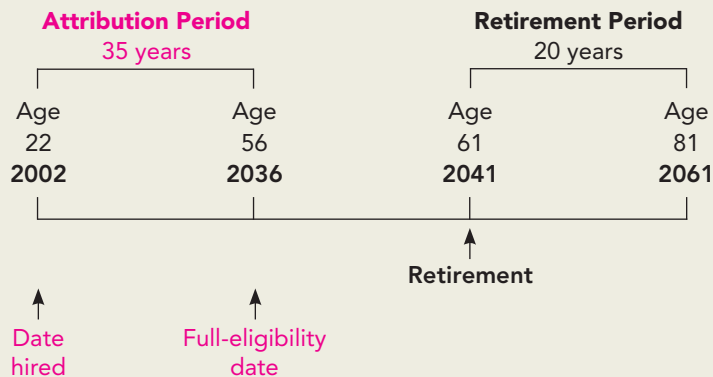 Attribution Period
35 years
Retirement Period
20 years
Age
22
2002
Age
56
2036
Age
61
2041
Age
81
2061
Retirement
Date
hired
Full-eligibility
date